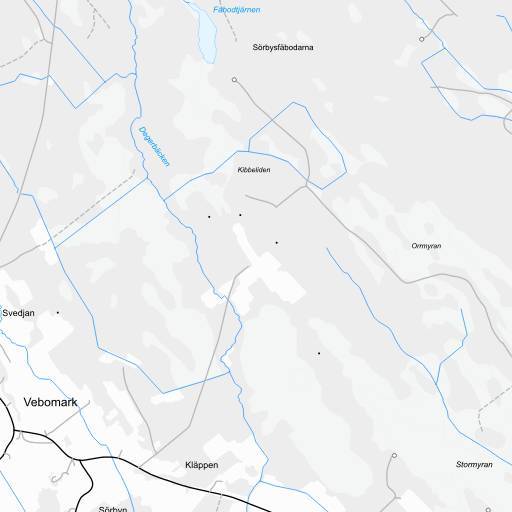 Fäbodtjärnen
Sörbysfäbodarna
Degerbäcken
Kibbeliden
Ormyran
Svedjan
Vebomark
Kläppen
Stormyran
Sörbyn